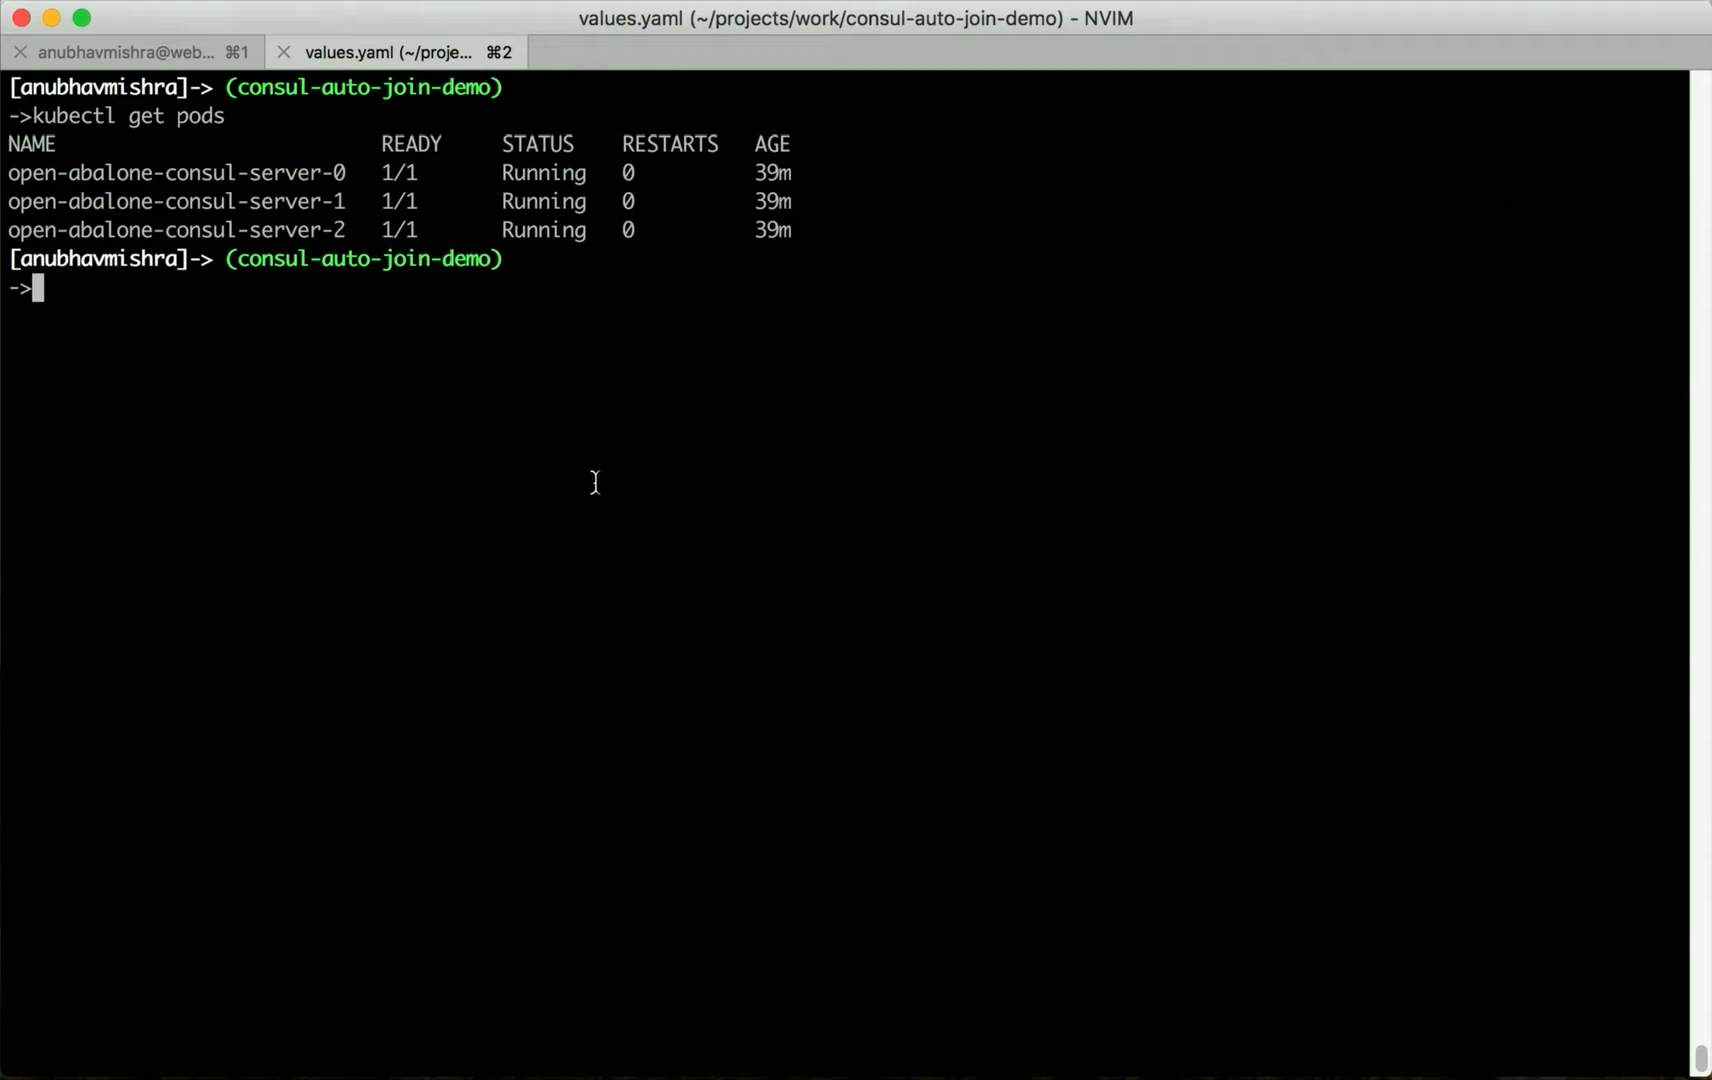 values.yaml (~/projects/work/consul-auto-join-demo) - NVIM
anubhavmishra@web... ⌘1
values.yaml (~/proje... ⌘2
[anubhavmishra]-> (consul-auto-join-demo)
->kubectl get pods
NAME READY STATUS RESTARTS AGE
open-abalone-consul-server-0 1/1 Running 0 39m
open-abalone-consul-server-1 1/1 Running 0 39m
open-abalone-consul-server-2 1/1 Running 0 39m
[anubhavmishra]-> (consul-auto-join-demo)
->